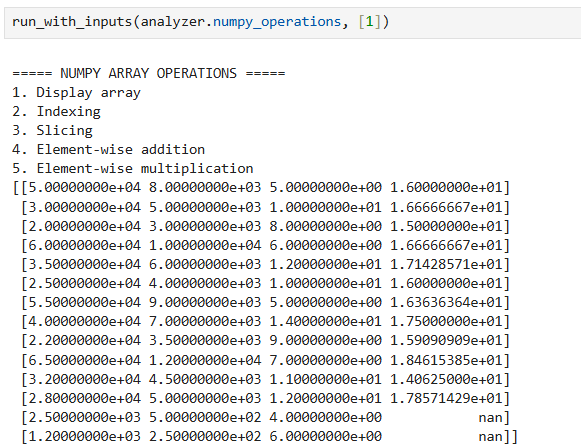 run_with_inputs(analyzer.numpy_operations, [1])
===== NUMPY ARRAY OPERATIONS =====
1. Display array
2. Indexing
3. Slicing
4. Element-wise addition
5. Element-wise multiplication
[[5.00000000e+04 8.00000000e+03 5.00000000e+00 1.60000000e+01]
 [3.00000000e+04 5.00000000e+03 1.00000000e+01 1.66666667e+01]
 [2.00000000e+04 3.00000000e+03 8.00000000e+00 1.50000000e+01]
 [6.00000000e+04 1.00000000e+04 6.00000000e+00 1.66666667e+01]
 [3.50000000e+04 6.00000000e+03 1.20000000e+01 1.71428571e+01]
 [2.50000000e+04 4.00000000e+03 1.00000000e+01 1.60000000e+01]
 [5.50000000e+04 9.00000000e+03 5.00000000e+00 1.63636364e+01]
 [4.00000000e+04 7.00000000e+03 1.40000000e+01 1.75000000e+01]
 [2.20000000e+04 3.50000000e+03 9.00000000e+00 1.59090909e+01]
 [6.50000000e+04 1.20000000e+04 7.00000000e+00 1.84615385e+01]
 [3.20000000e+04 4.50000000e+03 1.10000000e+01 1.40625000e+01]
 [2.80000000e+04 5.00000000e+03 1.20000000e+01 1.78571429e+01]
 [2.50000000e+03 5.00000000e+02 4.00000000e+00            nan]
 [1.20000000e+03 2.50000000e+02 6.00000000e+00            nan]]